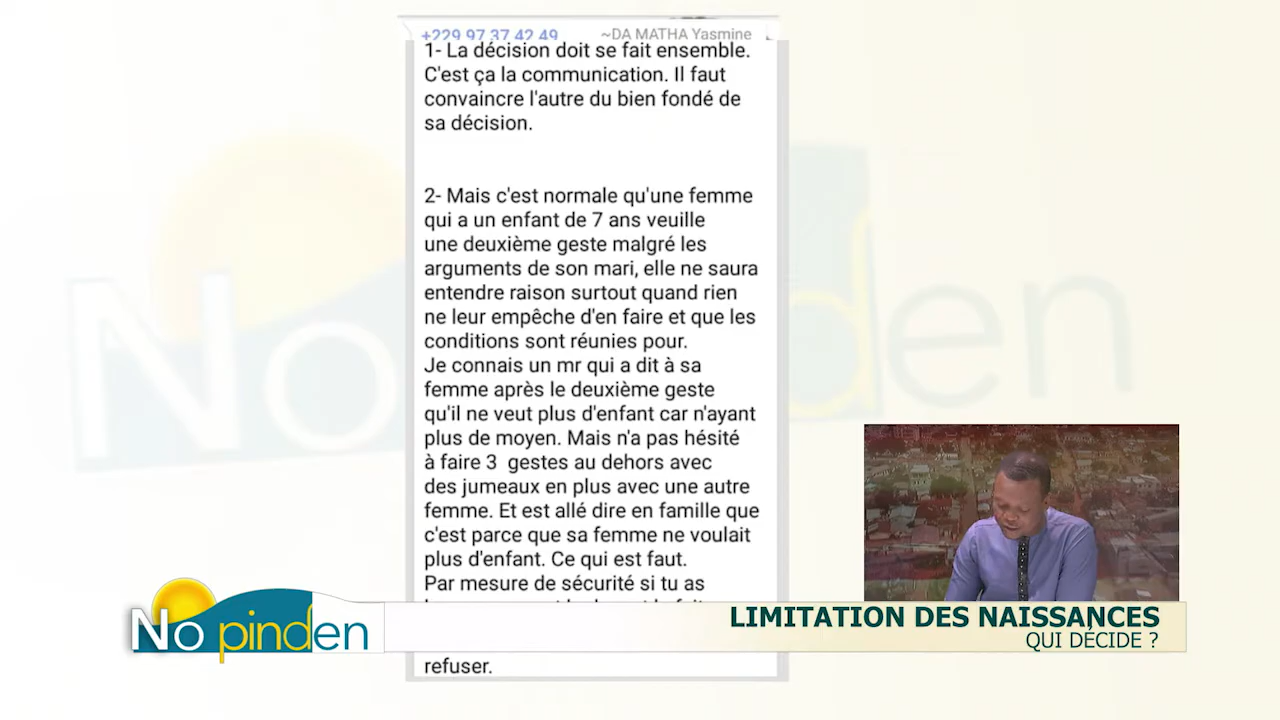 +229 97 37 42 49 ~DA MATHA Yasmine
1- La décision doit se fait ensemble.
C'est ça la communication. Il faut
convaincre l'autre du bien fondé de
sa décision.
2- Mais c'est normale qu'une femme
qui a un enfant de 7 ans veuille
une deuxième geste malgré les
arguments de son mari, elle ne saura
entendre raison surtout quand rien
ne leur empêche d'en faire et que les
conditions sont réunies pour.
Je connais un mr qui a dit à sa
femme après le deuxième geste
qu'il ne veut plus d'enfant car n'ayant
plus de moyen. Mais n'a pas hésité
à faire 3 gestes au dehors avec
des jumeaux en plus avec une autre
femme. Et est allé dire en famille que
c'est parce que sa femme ne voulait
plus d'enfant. Ce qui est faut.
Par mesure de sécurité si tu as
refuser.
No pinden
LIMITATION DES NAISSANCES
QUI DÉCIDE ?
No pinden